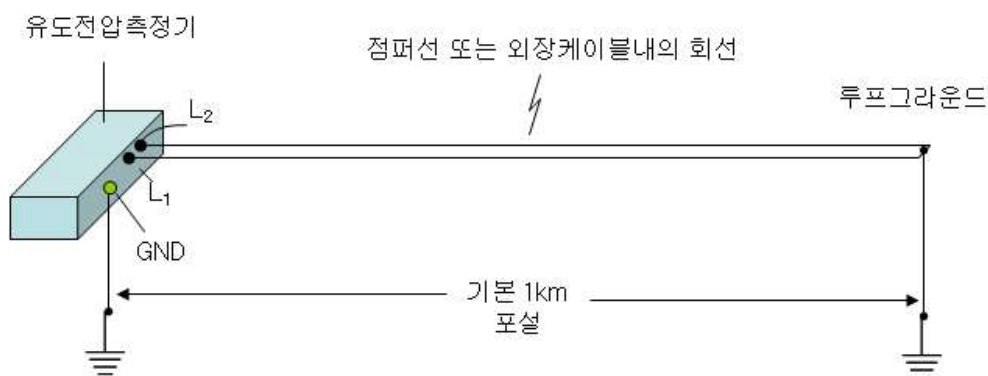 유도전압측정기
점퍼선 또는 외장케이블내의 회선
루프그라운드
L₂
L₁
GND
기본 1km
포설